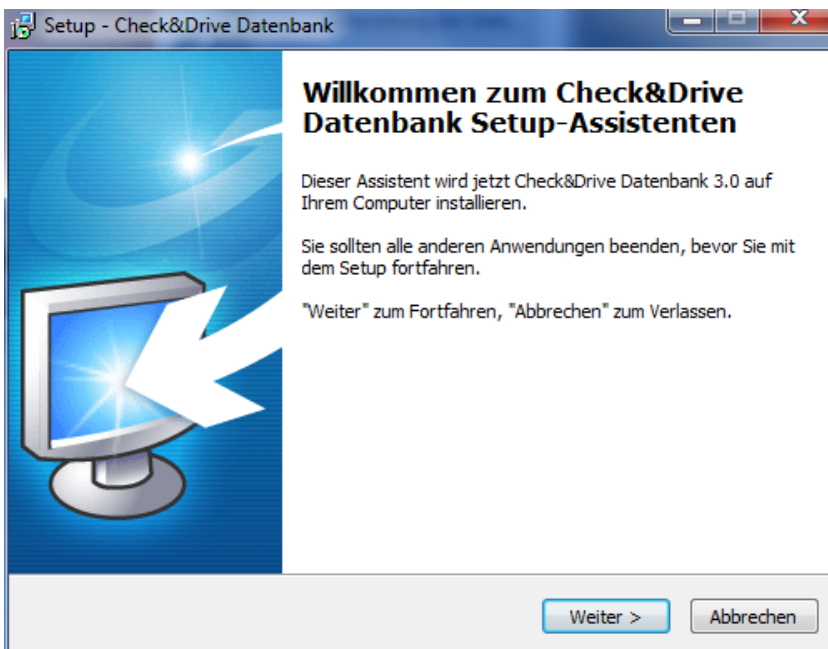 Setup - Check&Drive Datenbank
Willkommen zum Check&Drive
Datenbank Setup-Assistenten
Dieser Assistent wird jetzt Check&Drive Datenbank 3.0 auf
Ihrem Computer installieren.
Sie sollten alle anderen Anwendungen beenden, bevor Sie mit
dem Setup fortfahren.
"Weiter" zum Fortfahren, "Abbrechen" zum Verlassen.
Weiter >
Abbrechen